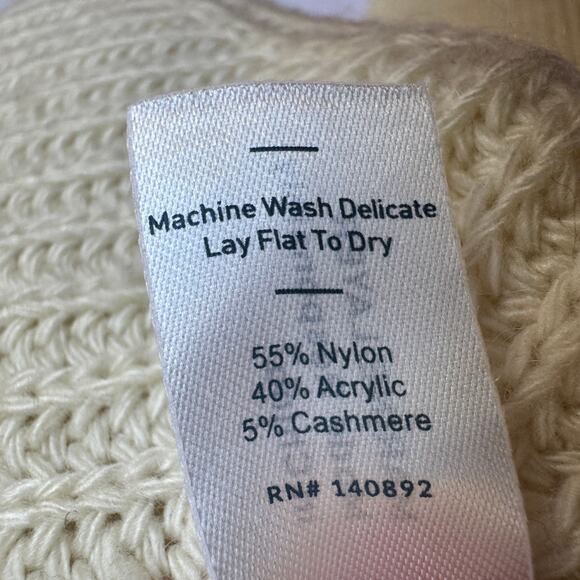 Machine Wash Delicate
Lay Flat To Dry
55% Nylon
40% Acrylic
5% Cashmere
RN# 140892